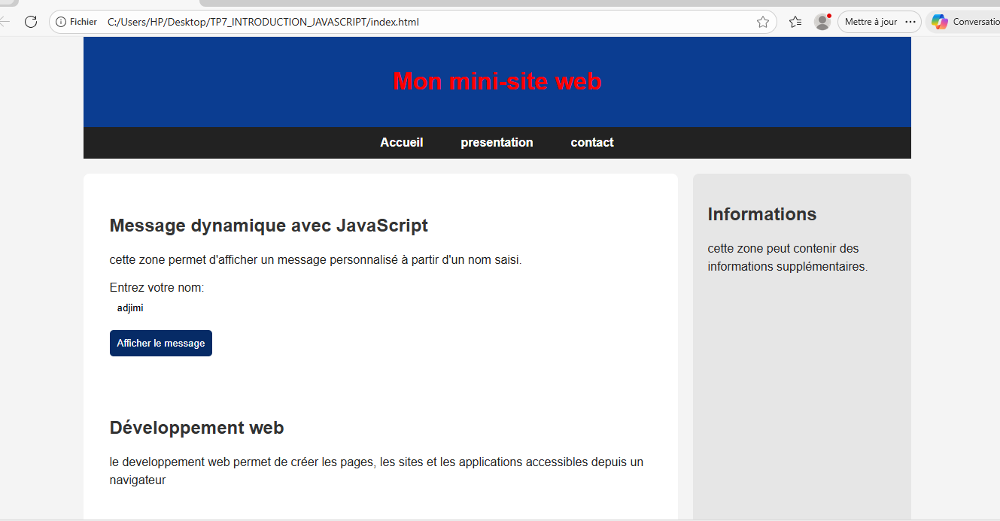 Fichier C:/Users/HP/Desktop/TP7_INTRODUCTION_JAVASCRIPT/index.html Mettre à jour Conversatio
Mon mini-site web
Accueil presentation contact
Message dynamique avec JavaScript
cette zone permet d'afficher un message personnalisé à partir d'un nom saisi.
Entrez votre nom:
adjimi
Afficher le message
Développement web
le developpement web permet de créer les pages, les sites et les applications accessibles depuis un
navigateur
Informations
cette zone peut contenir des
informations supplémentaires.